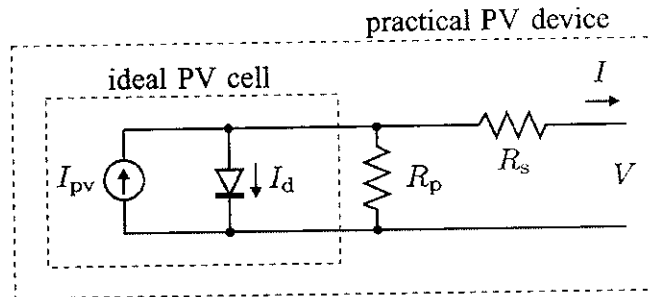 practical PV device
ideal PV cell
I
I_pv
I_d
R_p
R_s
V